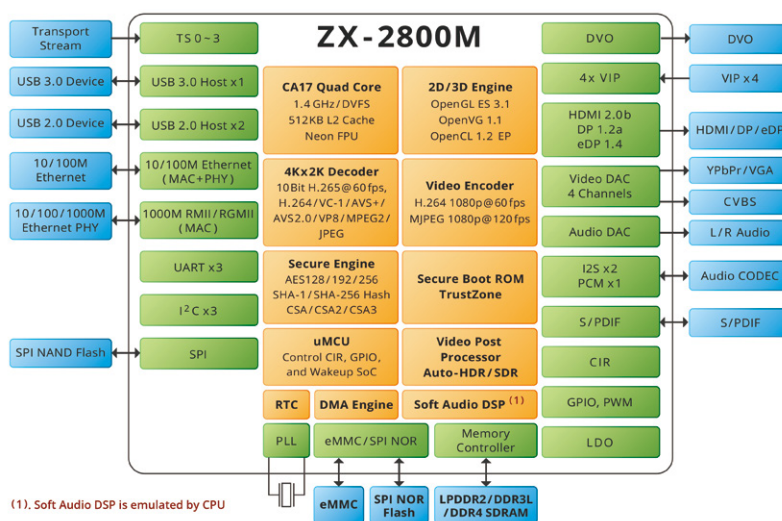 ZX-2800M
Transport
Stream
USB 3.0 Device
USB 2.0 Device
10/100M
Ethernet
10/100/1000M
Ethernet PHY
SPI NAND Flash
TS 0~3
USB 3.0 Host x1
USB 2.0 Host x2
10/100M Ethernet
(MAC+PHY)
1000M RMII/RGMII
(MAC)
UART x3
I²C x3
SPI
CA17 Quad Core
1.4 GHz/DVFS
512KB L2 Cache
Neon FPU
2D/3D Engine
OpenGL ES 3.1
OpenVG 1.1
OpenCL 1.2 EP
4Kx2K Decoder
10Bit H.265@60fps,
H.264/VC-1/AVS+/
AVS2.0/VP8/MPEG2/
JPEG
Video Encoder
H.264 1080p@60fps
MJPEG 1080p@120fps
Secure Engine
AES128/192/256
SHA-1/SHA-256 Hash
CSA/CSA2/CSA3
Secure Boot ROM
TrustZone
uMCU
Control CIR, GPIO,
and Wakeup SoC
Video Post
Processor
Auto-HDR/SDR
RTC
DMA Engine
Soft Audio DSP (1)
PLL
eMMC/SPI NOR
Memory
Controller
DVO
4x VIP
HDMI 2.0b
DP 1.2a
eDP 1.4
Video DAC
4 Channels
Audio DAC
I2S x2
PCM x1
S/PDIF
CIR
GPIO, PWM
LDO
DVO
VIP x4
HDMI/DP/eDP
YPbPr/VGA
CVBS
L/R Audio
Audio CODEC
S/PDIF
eMMC
SPI NOR
Flash
LPDDR2/DDR3L
/DDR4 SDRAM
(1). Soft Audio DSP is emulated by CPU